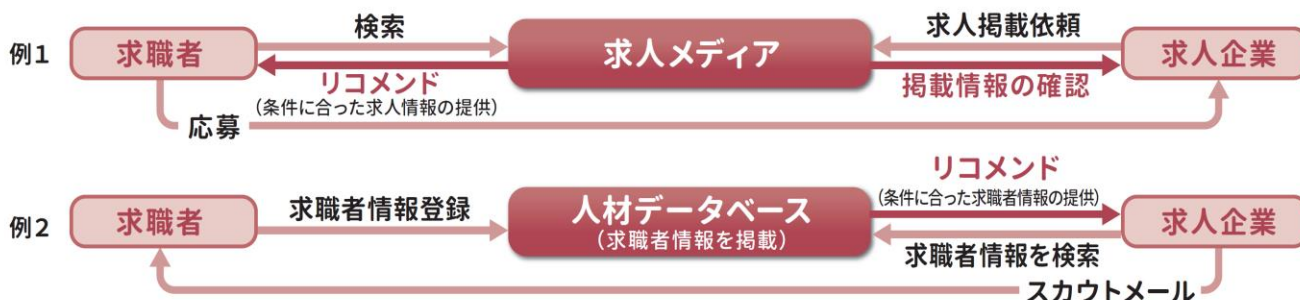 例1
求職者
検索
リコメンド
(条件に合った求人情報の提供)
求人メディア
求人掲載依頼
掲載情報の確認
求人企業
応募
例2
求職者
求職者情報登録
人材データベース
(求職者情報を掲載)
リコメンド
(条件に合った求職者情報の提供)
求職者情報を検索
求人企業
スカウトメール